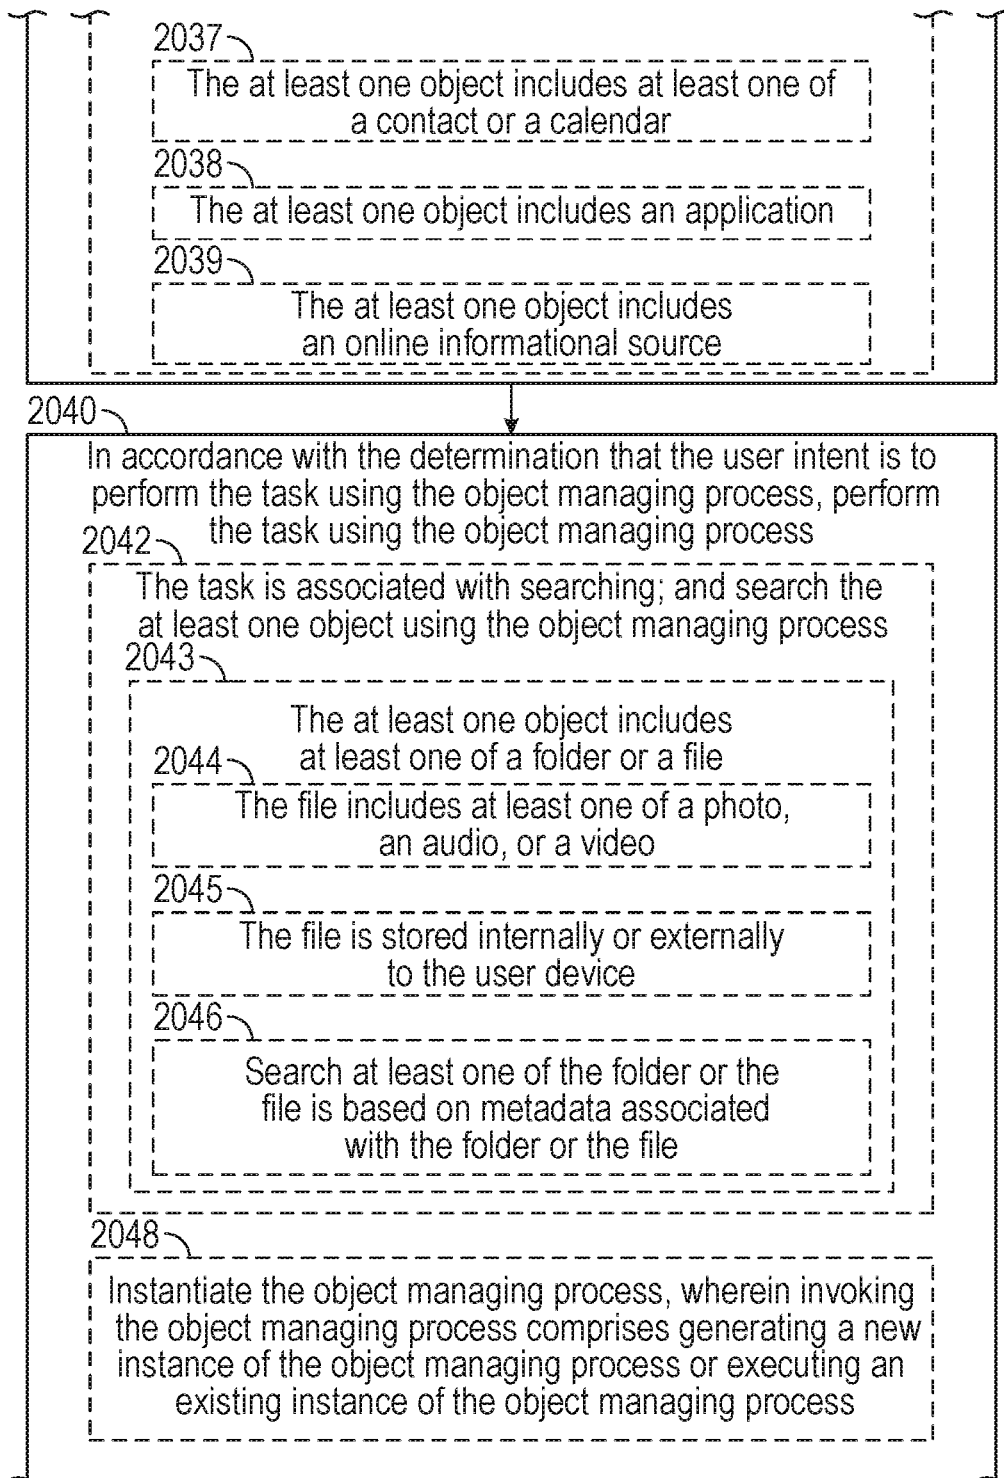 2037
The at least one object includes at least one of
a contact or a calendar
2038
The at least one object includes an application
2039
The at least one object includes
an online informational source
2040
In accordance with the determination that the user intent is to
perform the task using the object managing process, perform
the task using the object managing process
2042
The task is associated with searching; and search the
at least one object using the object managing process
2043
The at least one object includes
at least one of a folder or a file
2044
The file includes at least one of a photo,
an audio, or a video
2045
The file is stored internally or externally
to the user device
2046
Search at least one of the folder or the
file is based on metadata associated
with the folder or the file
2048
Instantiate the object managing process, wherein invoking
the object managing process comprises generating a new
instance of the object managing process or executing an
existing instance of the object managing process